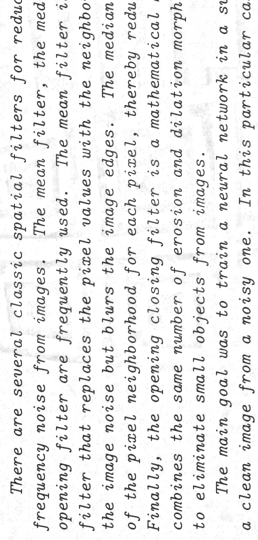 There are several classic spatial filters for reduc
frequency noise from images. The mean filter, the med
opening filter are frequently used. The mean filter i
filter that replaces the pixel values with the neighbo
the image noise but blurs the image edges. The median
of the pixel neighborhood for each pixel, thereby redu
Finally, the opening closing filter is a mathematical
combines the same number of erosion and dilation morph
to eliminate small objects from images.
The main goal was to train a neural network in a su
a clean image from a noisy one. In this particular ca